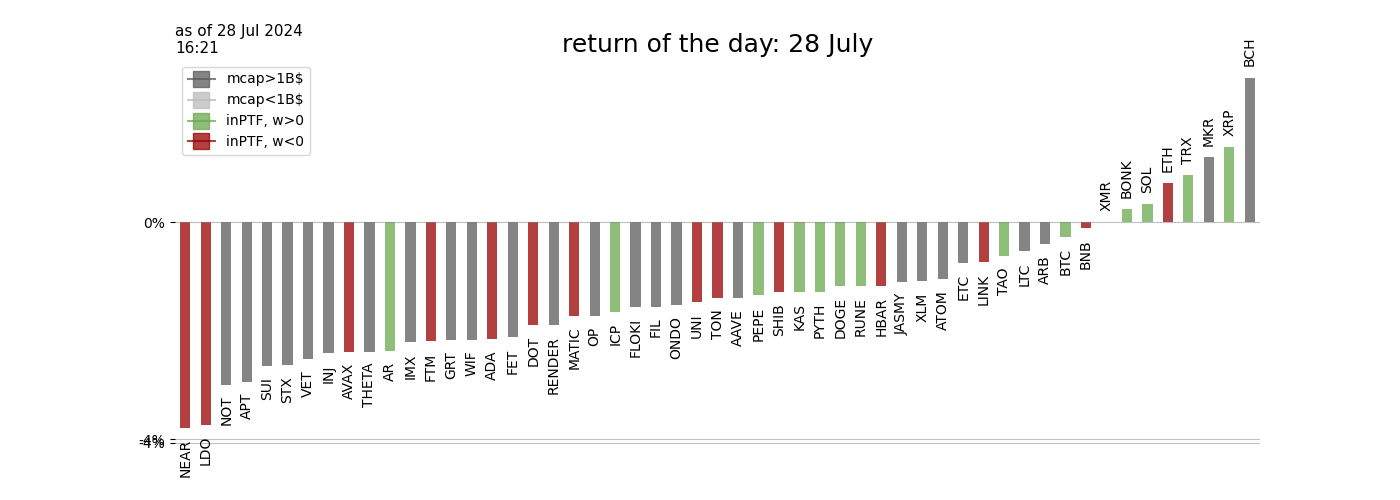 as of 28 Jul 2024
16:21
return of the day: 28 July
mcap>1B$
mcap<1B$
inPTF, w>0
inPTF, w<0
0%
-4%
NEAR
LDO
NOT
APT
SUI
STX
VET
INJ
AVAX
THETA
AR
IMX
FTM
GRT
WIF
ADA
FET
DOT
RENDER
MATIC
OP
ICP
FLOKI
FIL
ONDO
UNI
TON
AAVE
PEPE
SHIB
KAS
PYTH
DOGE
RUNE
HBAR
JASMY
XLM
ATOM
ETC
LINK
TAO
LTC
ARB
BTC
BNB
XMR
BONK
SOL
ETH
TRX
MKR
XRP
BCH